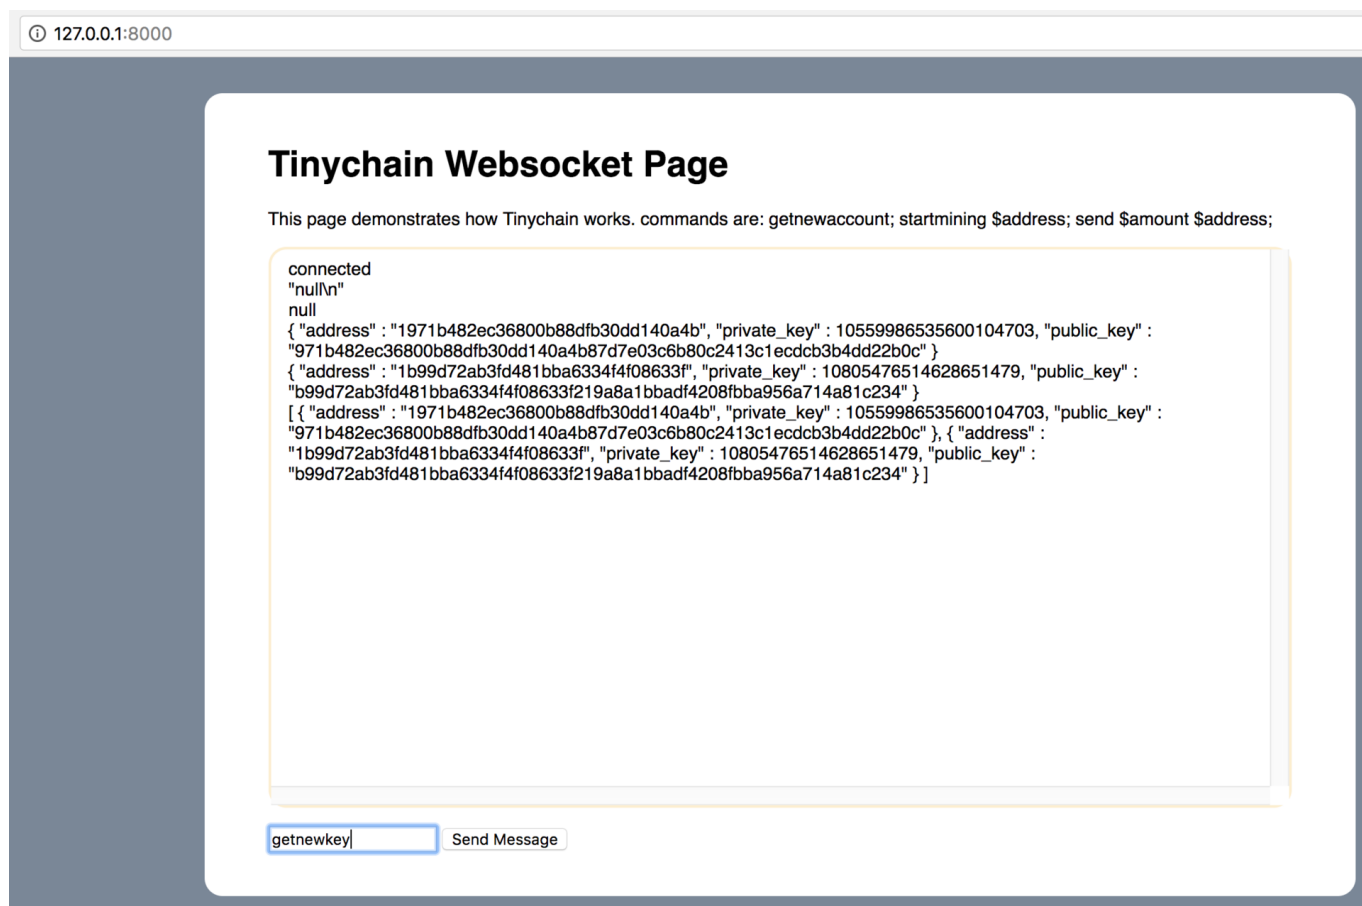 127.0.0.1:8000
Tinychain Websocket Page
This page demonstrates how Tinychain works. commands are: getnewaccount; startmining $address; send $amount $address;
connected
"null\n"
null
{ "address" : "1971b482ec36800b88dfb30dd140a4b", "private_key" : 10559986535600104703, "public_key" :
"971b482ec36800b88dfb30dd140a4b87d7e03c6b80c2413c1ecdcb3b4dd22b0c" }
{ "address" : "1b99d72ab3fd481bba6334f4f08633f", "private_key" : 10805476514628651479, "public_key" :
"b99d72ab3fd481bba6334f4f08633f219a8a1bbadf4208fbba956a714a81c234" }
[ { "address" : "1971b482ec36800b88dfb30dd140a4b", "private_key" : 10559986535600104703, "public_key" :
"971b482ec36800b88dfb30dd140a4b87d7e03c6b80c2413c1ecdcb3b4dd22b0c" }, { "address" :
"1b99d72ab3fd481bba6334f4f08633f", "private_key" : 10805476514628651479, "public_key" :
"b99d72ab3fd481bba6334f4f08633f219a8a1bbadf4208fbba956a714a81c234" } ]
getnewkey
Send Message